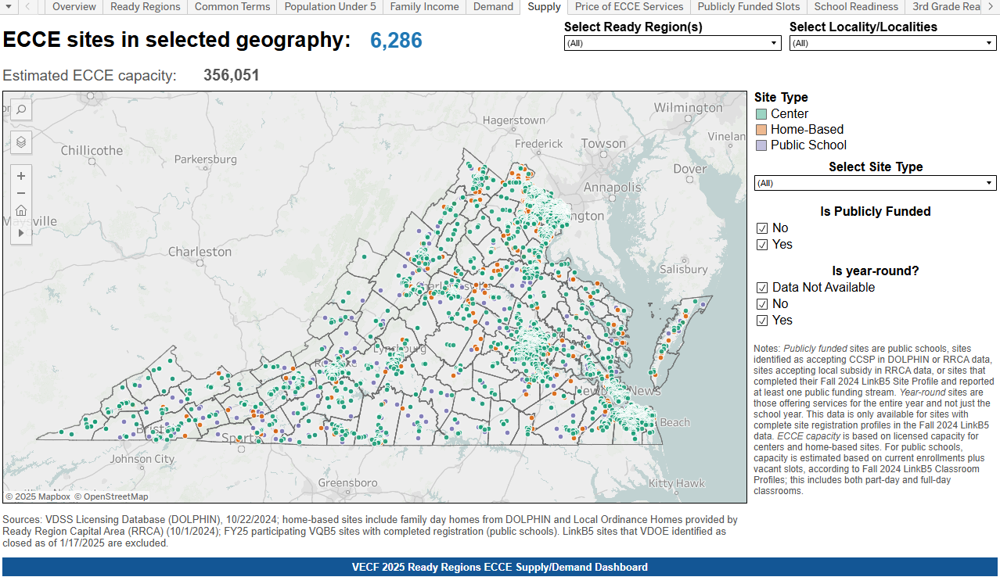 Overview Ready Regions Common Terms Population Under 5 Family Income Demand Supply Price of ECCE Services Publicly Funded Slots School Readiness 3rd Grade Rea
ECCE sites in selected geography: 6,286
Select Ready Region(s)
(All)
Select Locality/Localities
(All)
Estimated ECCE capacity: 356,051
Wilmington
Hagerstown
Vinelan
Frederick
Towson
Chillicothe
Parkersburg
Dover
Annapolis
ngton
ville
Charleston
Salisbury
Lynchburg
Newport News
Beach
Johnson City
Greensboro
Kitty Hawk
© 2025 Mapbox © OpenStreetMap
Site Type
Center
Home-Based
Public School
Select Site Type
(All)
Is Publicly Funded
No
Yes
Is year-round?
Data Not Available
No
Yes
Notes: Publicly funded sites are public schools, sites
identified as accepting CCSP in DOLPHIN or RRCA data,
sites accepting local subsidy in RRCA data, or sites that
completed their Fall 2024 LinkB5 Site Profile and reported
at least one public funding stream. Year-round sites are
those offering services for the entire year and not just the
school year. This data is only available for sites with
complete site registration profiles in the Fall 2024 LinkB5
data. ECCE capacity is based on licensed capacity for
centers and home-based sites. For public schools,
capacity is estimated based on current enrollments plus
vacant slots, according to Fall 2024 LinkB5 Classroom
Profiles; this includes both part-day and full-day
classrooms.
Sources: VDSS Licensing Database (DOLPHIN), 10/22/2024; home-based sites include family day homes from DOLPHIN and Local Ordinance Homes provided by
Ready Region Capital Area (RRCA) (10/1/2024); FY25 participating VQB5 sites with completed registration (public schools). LinkB5 sites that VDOE identified as
closed as of 1/17/2025 are excluded.
VECF 2025 Ready Regions ECCE Supply/Demand Dashboard